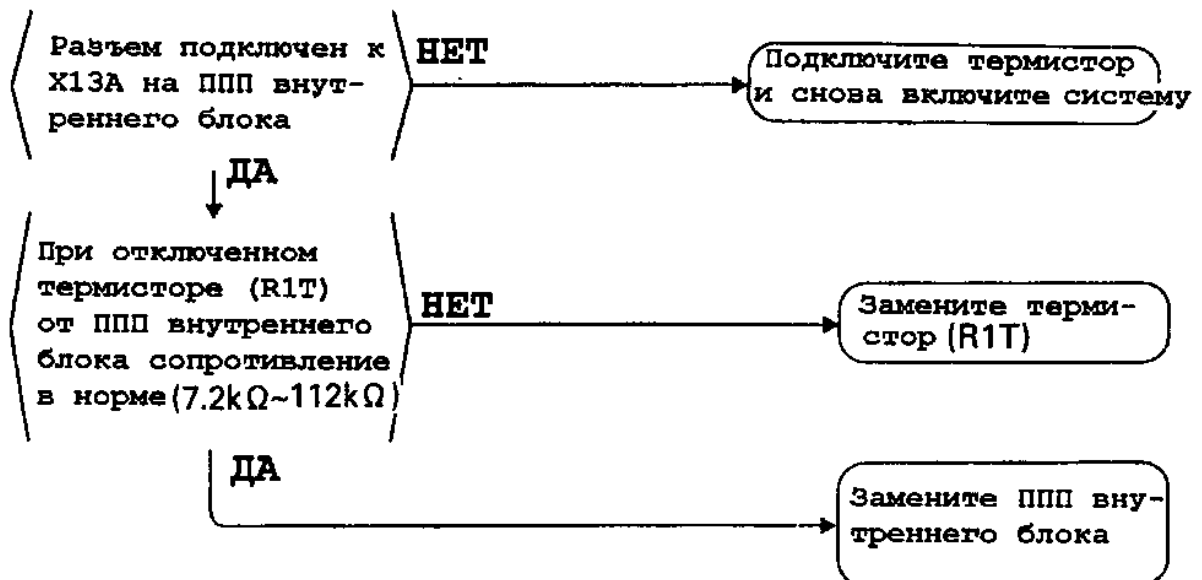 Разъем подключен к
X13A на ППП внут-
реннего блока
НЕТ
Подключите термистор
и снова включите систему
ДА
При отключенном
термисторе (R1T)
от ППП внутреннего
блока сопротивление
в норме (7.2kΩ~112kΩ)
НЕТ
Замените терми-
стор (R1T)
ДА
Замените ППП вну-
треннего блока